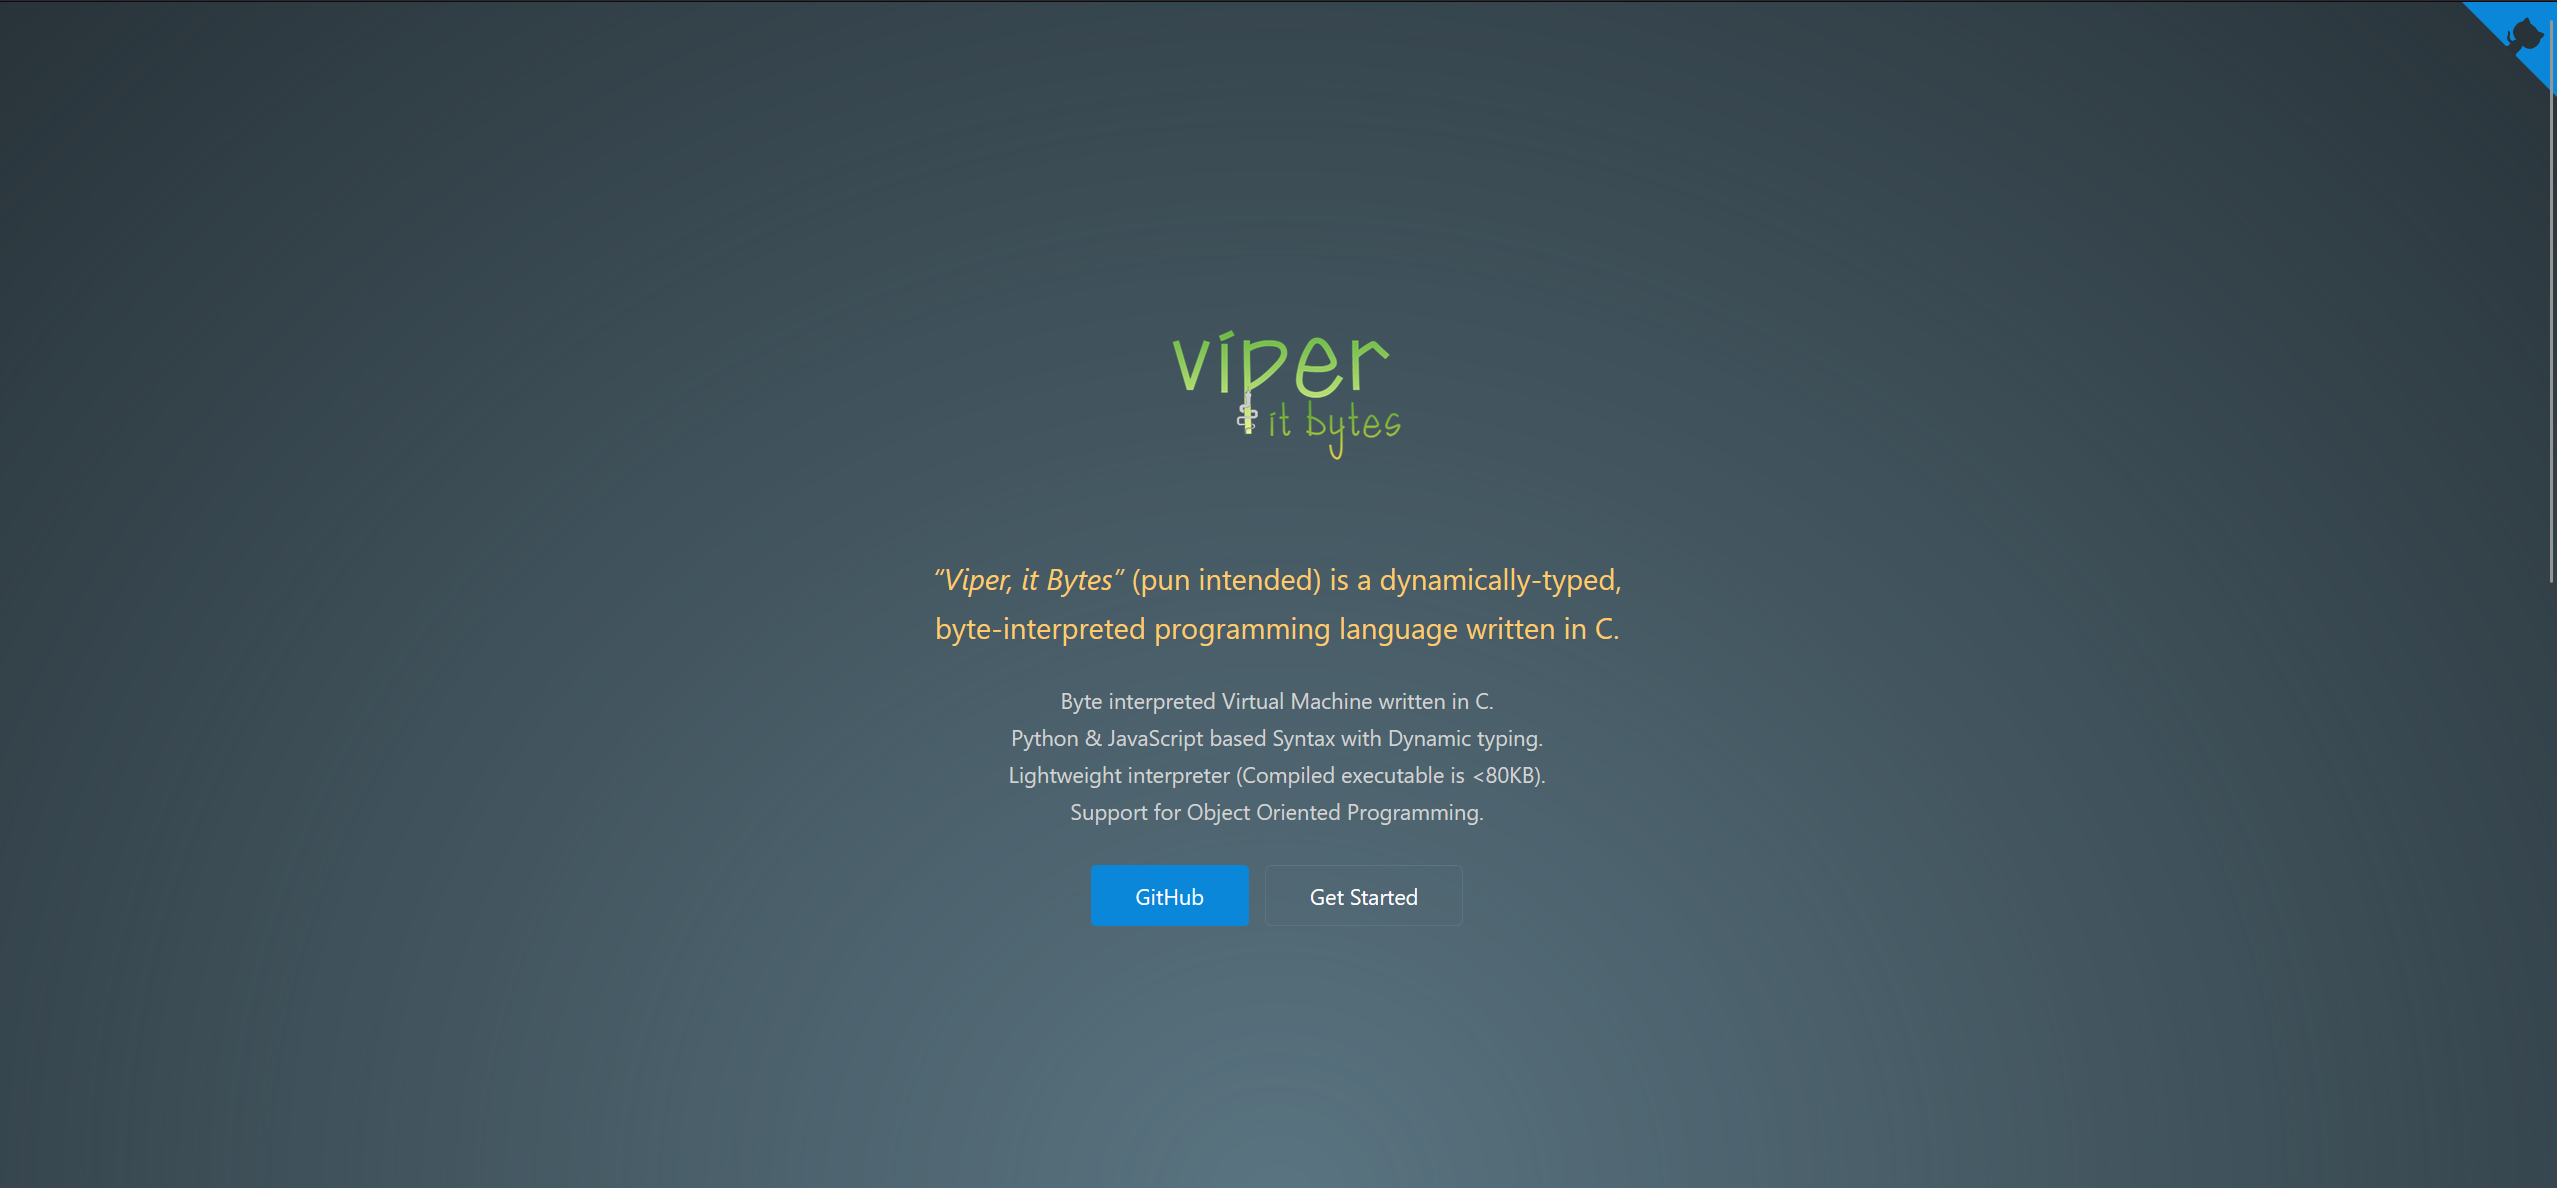 viper
it bytes
“Viper, it Bytes” (pun intended) is a dynamically-typed,
byte-interpreted programming language written in C.
Byte interpreted Virtual Machine written in C.
Python & JavaScript based Syntax with Dynamic typing.
Lightweight interpreter (Compiled executable is <80KB).
Support for Object Oriented Programming.
GitHub
Get Started